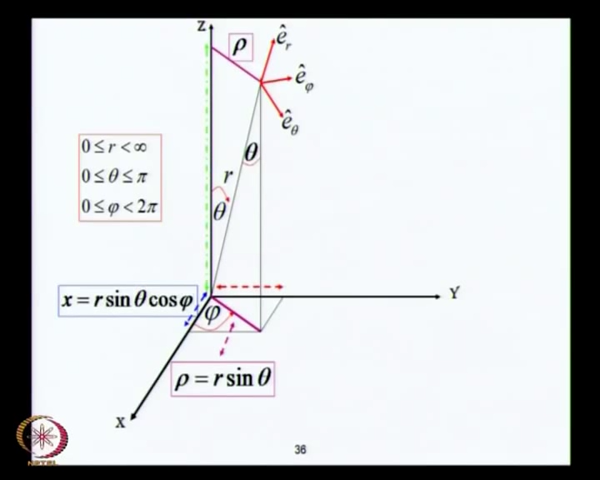 Z
ρ
ê_r
ê_φ
ê_θ
θ
0 ≤ r < ∞
0 ≤ θ ≤ π
0 ≤ φ < 2π
r
θ
Y
x = r sin θ cos φ
φ
ρ = r sin θ
X
36
NPTEL